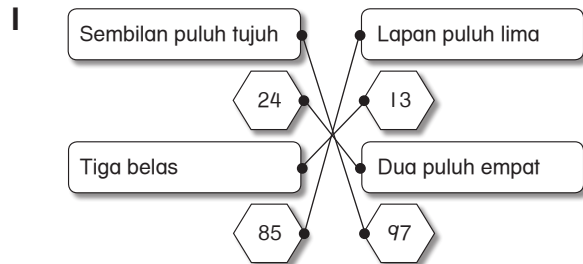 1
Sembilan puluh tujuh
Lapan puluh lima
24
13
Tiga belas
Dua puluh empat
85
97